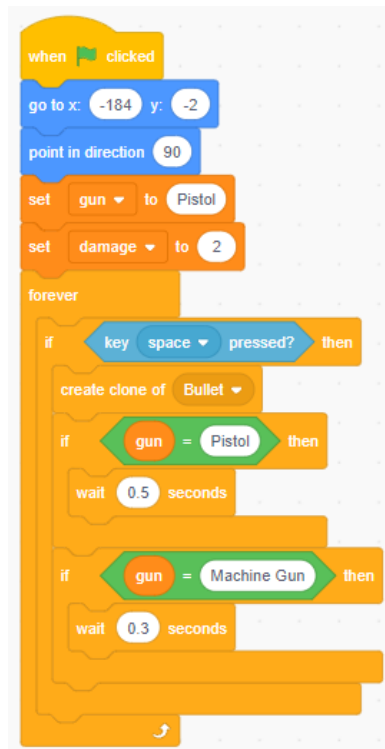 when clicked
go to x: -184 y: -2
point in direction 90
set gun to Pistol
set damage to 2
forever
if key space pressed? then
create clone of Bullet
if gun = Pistol then
wait 0.5 seconds
if gun = Machine Gun then
wait 0.3 seconds